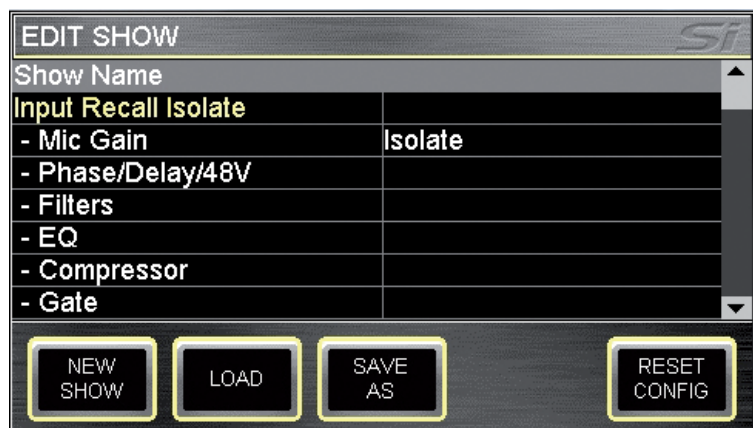 EDIT SHOW Si
Show Name
Input Recall Isolate
- Mic Gain Isolate
- Phase/Delay/48V
- Filters
- EQ
- Compressor
- Gate
NEW SHOW
LOAD
SAVE AS
RESET CONFIG